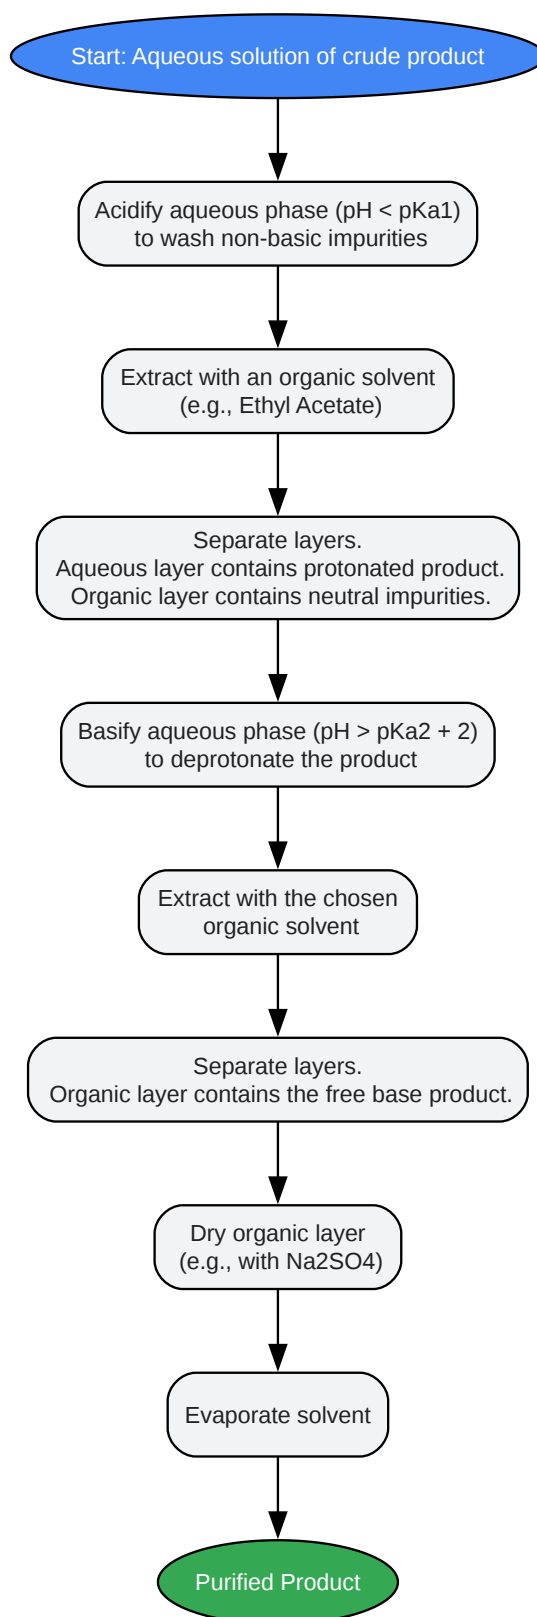 Start: Aqueous solution of crude product
Acidify aqueous phase (pH < pKa1)
to wash non-basic impurities
Extract with an organic solvent
(e.g., Ethyl Acetate)
Separate layers.
Aqueous layer contains protonated product.
Organic layer contains neutral impurities.
Basify aqueous phase (pH > pKa2 + 2)
to deprotonate the product
Extract with the chosen
organic solvent
Separate layers.
Organic layer contains the free base product.
Dry organic layer
(e.g., with Na2SO4)
Evaporate solvent
Purified Product